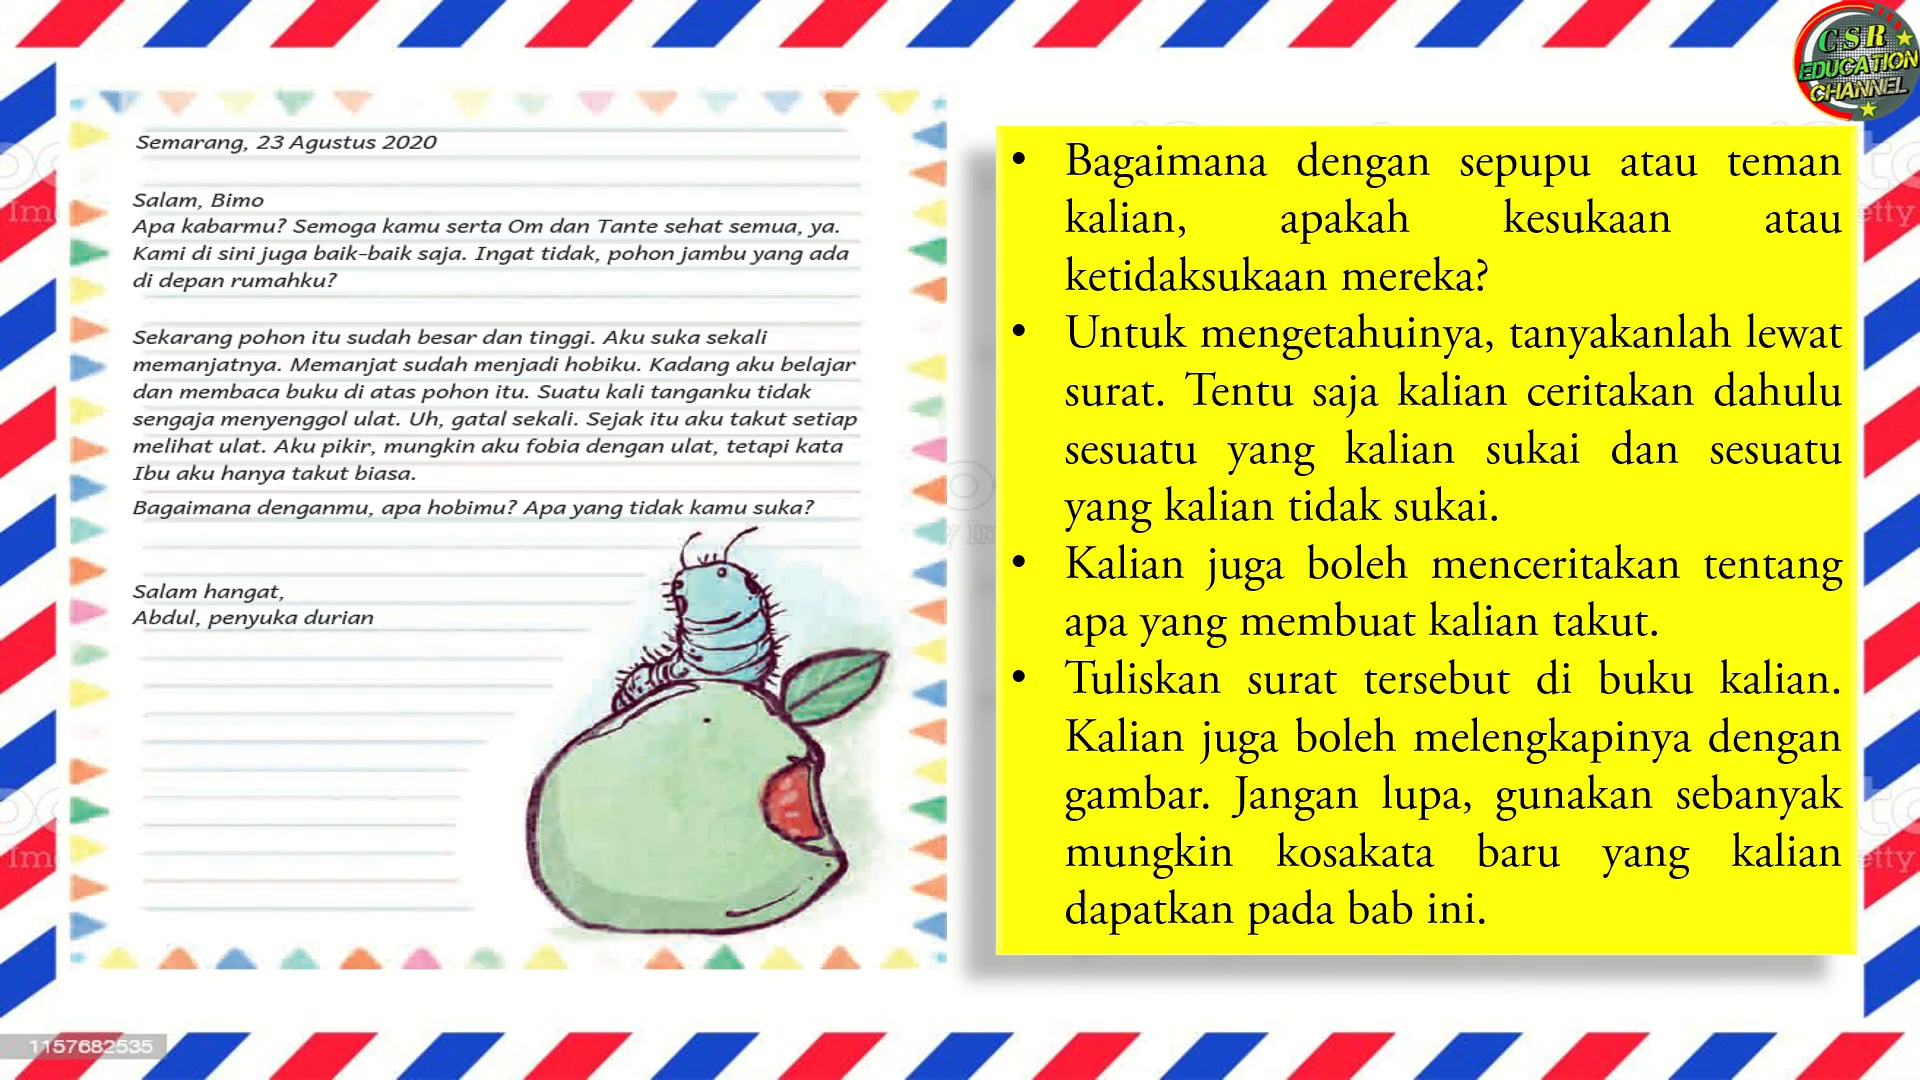 CSR
EDUCATION
CHANNEL
Semarang, 23 Agustus 2020
Salam, Bimo
Apa kabarmu? Semoga kamu serta Om dan Tante sehat semua, ya.
Kami di sini juga baik-baik saja. Ingat tidak, pohon jambu yang ada
di depan rumahku?
Sekarang pohon itu sudah besar dan tinggi. Aku suka sekali
memanjatnya. Memanjat sudah menjadi hobiku. Kadang aku belajar
dan membaca buku di atas pohon itu. Suatu kali tanganku tidak
sengaja menyenggol ulat. Uh, gatal sekali. Sejak itu aku takut setiap
melihat ulat. Aku pikir, mungkin aku fobia dengan ulat, tetapi kata
Ibu aku hanya takut biasa.
Bagaimana denganmu, apa hobimu? Apa yang tidak kamu suka?
Salam hangat,
Abdul, penyuka durian
• Bagaimana dengan sepupu atau teman
kalian, apakah kesukaan atau
ketidaksukaan mereka?
• Untuk mengetahuinya, tanyakanlah lewat
surat. Tentu saja kalian ceritakan dahulu
sesuatu yang kalian sukai dan sesuatu
yang kalian tidak sukai.
• Kalian juga boleh menceritakan tentang
apa yang membuat kalian takut.
• Tuliskan surat tersebut di buku kalian.
Kalian juga boleh melengkapinya dengan
gambar. Jangan lupa, gunakan sebanyak
mungkin kosakata baru yang kalian
dapatkan pada bab ini.
1157682535